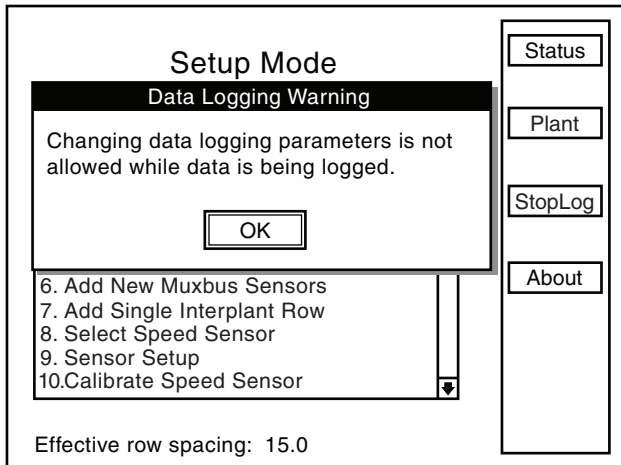 Setup Mode
Data Logging Warning
Changing data logging parameters is not
allowed while data is being logged.
OK
6. Add New Muxbus Sensors
7. Add Single Interplant Row
8. Select Speed Sensor
9. Sensor Setup
10.Calibrate Speed Sensor
Effective row spacing: 15.0
Status
Plant
StopLog
About